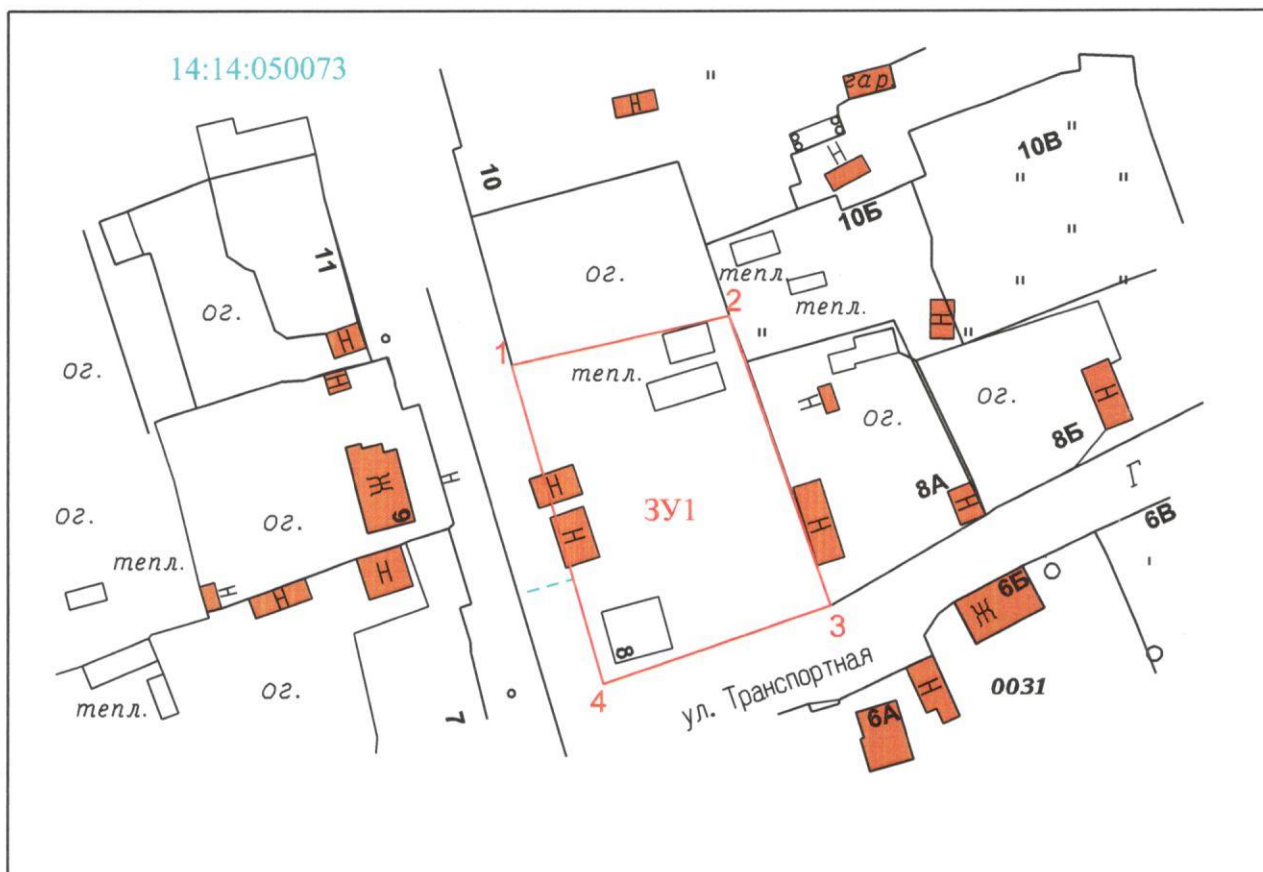 14:14:050073
гар
"
Н
"
10В
Н
10
"
"
10Б
ог.
тепл.
11
"
ог.
тепл.
"
"
2
Н
"
"
Н
1
ог.
тепл.
Н
ог.
Н
Н
ог.
8Б
Ж
9
Н
Н
8А
Н
ог.
ог.
ЗУ1
Н
Н
Г
6В
тепл.
Н
Н
Н
Н
'
6Б
Ж
8
3
ул. Транспортная
0031
ог.
4
Н
тепл.
7
6А